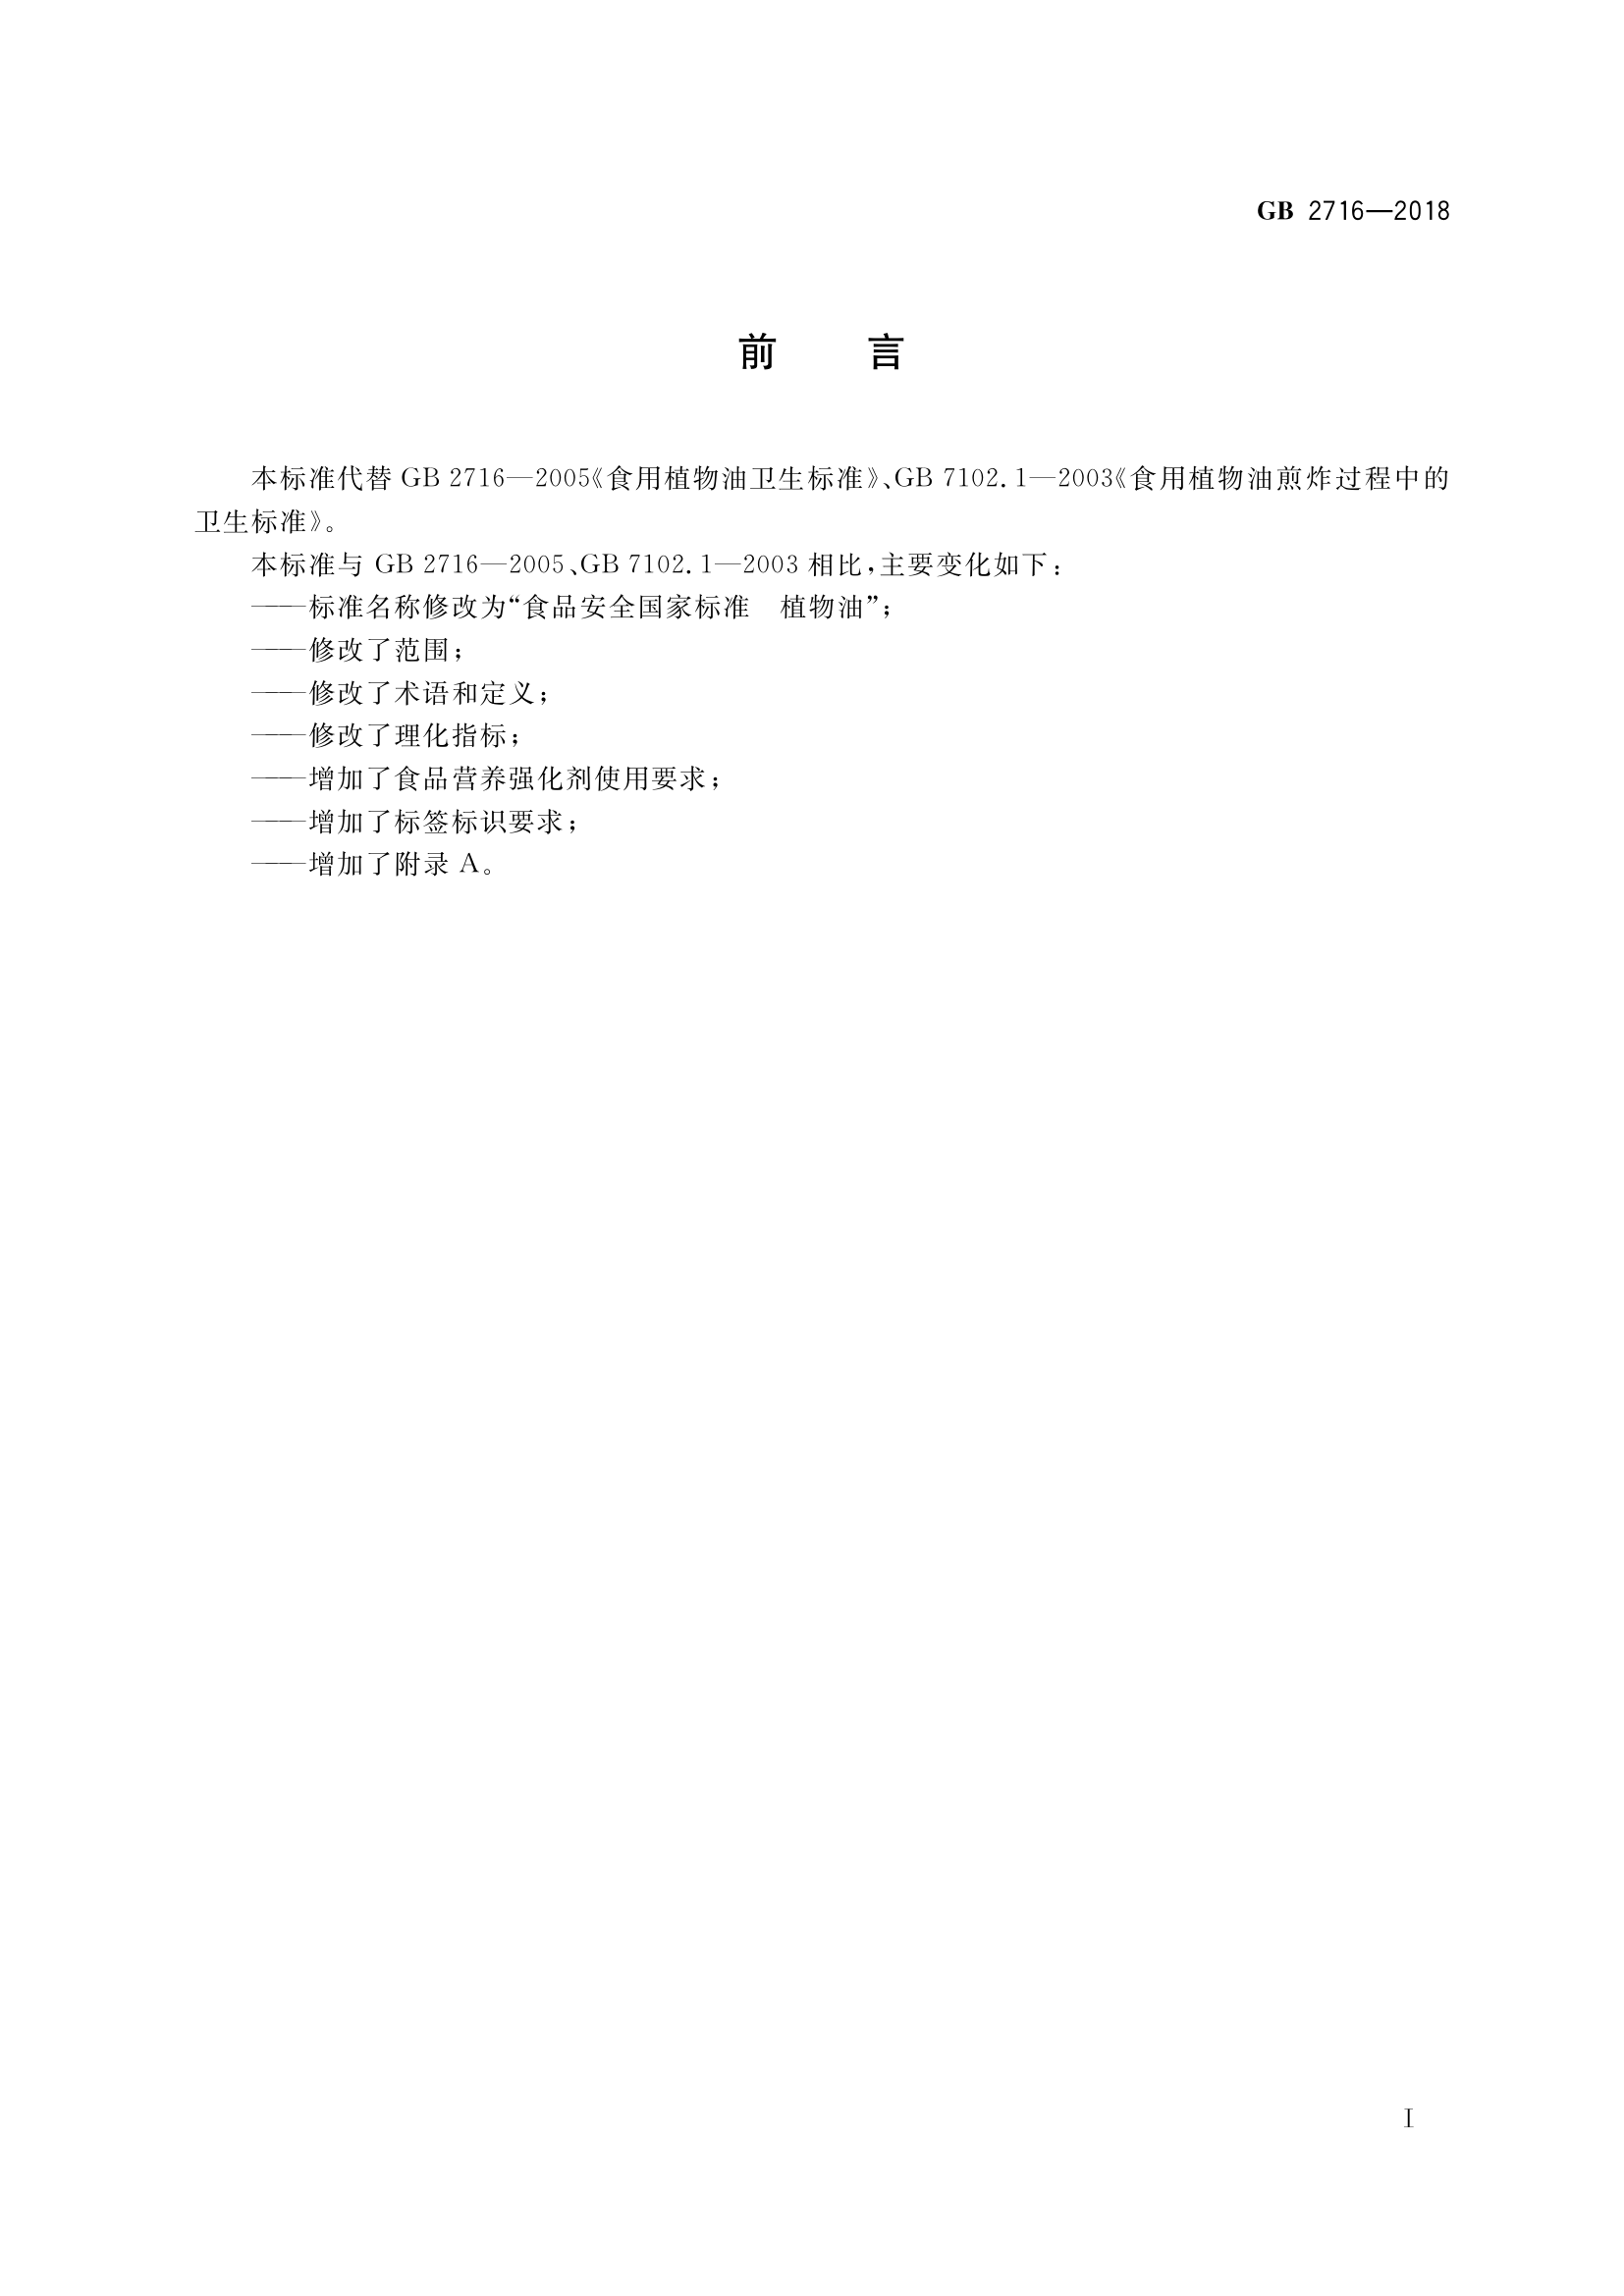 GB 2716—2018
前 言
本标准代替 GB 2716—2005《食用植物油卫生标准》、GB 7102.1—2003《食用植物油煎炸过程中的
卫生标准》。
本标准与 GB 2716—2005、GB 7102.1—2003 相比，主要变化如下：
——标准名称修改为“食品安全国家标准　植物油”；
——修改了范围；
——修改了术语和定义；
——修改了理化指标；
——增加了食品营养强化剂使用要求；
——增加了标签标识要求；
——增加了附录 A。
I